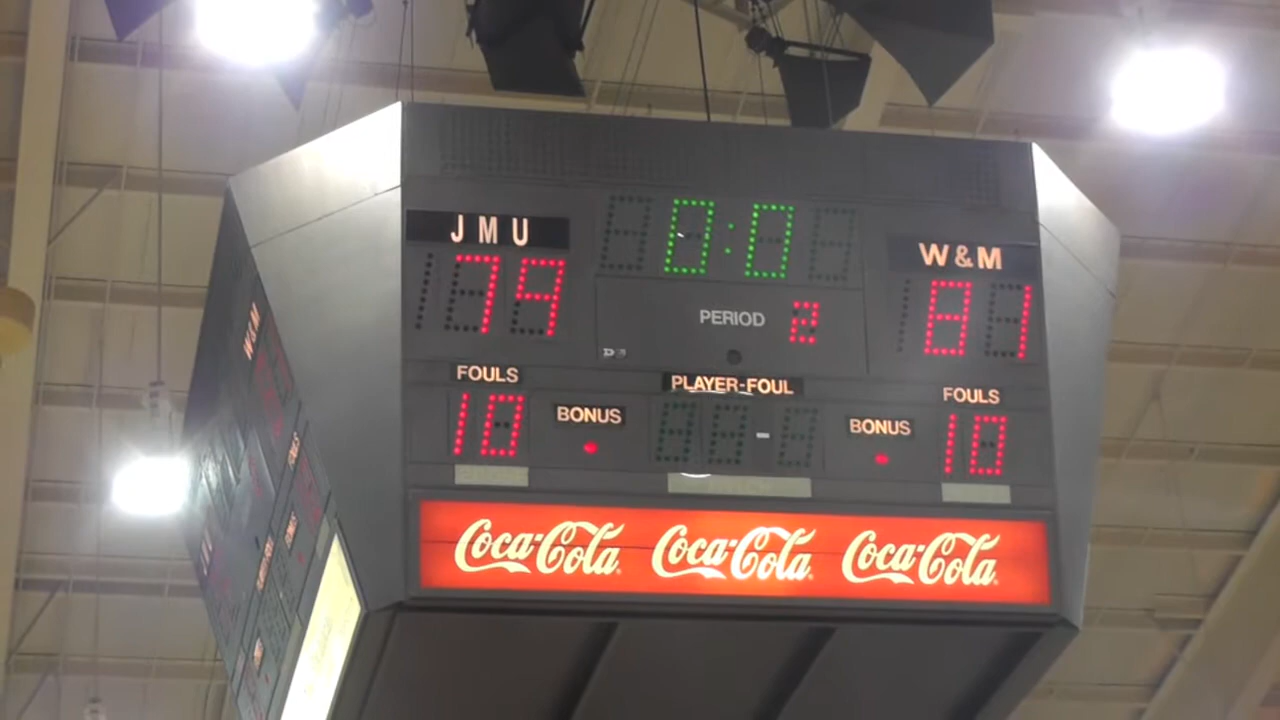 JMU
0:0
W&M
79
PERIOD 2
81
FOULS
PLAYER-FOUL
FOULS
10
BONUS
-
BONUS
10
Coca-Cola Coca-Cola Coca-Cola
W&M